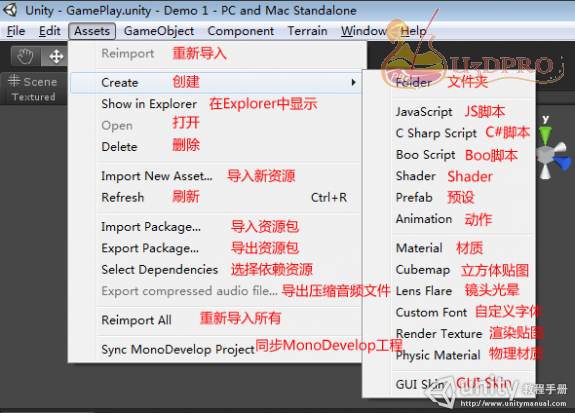 Unity - GamePlay.unity - Demo 1 - PC and Mac Standalone
File Edit Assets GameObject Component Terrain Window Help
Reimport 重新导入
Create 创建
Show in Explorer 在Explorer中显示
Open 打开
Delete 删除
Import New Asset... 导入新资源
Refresh 刷新 Ctrl+R
Import Package... 导入资源包
Export Package... 导出资源包
Select Dependencies 选择依赖资源
Export compressed audio file... 导出压缩音频文件
Reimport All 重新导入所有
Sync MonoDevelop Project 同步MonoDevelop工程
Scene
Textured
HzDPRO
Folder 文件夹
JavaScript JS脚本
C Sharp Script C#脚本
Boo Script Boo脚本
Shader Shader
Prefab 预设
Animation 动作
Material 材质
Cubemap 立方体贴图
Lens Flare 镜头光晕
Custom Font 自定义字体
Render Texture 渲染贴图
Physic Material 物理材质
GUI Skin GUI Skin
y
unity 教程手册
http://www.unitymanual.com